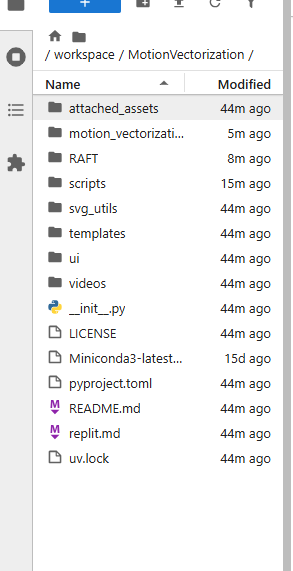 / workspace / MotionVectorization /
Name Modified
attached_assets 44m ago
motion_vectorizati... 5m ago
RAFT 8m ago
scripts 15m ago
svg_utils 44m ago
templates 44m ago
ui 44m ago
videos 44m ago
__init__.py 44m ago
LICENSE 44m ago
Miniconda3-latest... 15d ago
pyproject.toml 44m ago
README.md 44m ago
replit.md 44m ago
uv.lock 44m ago